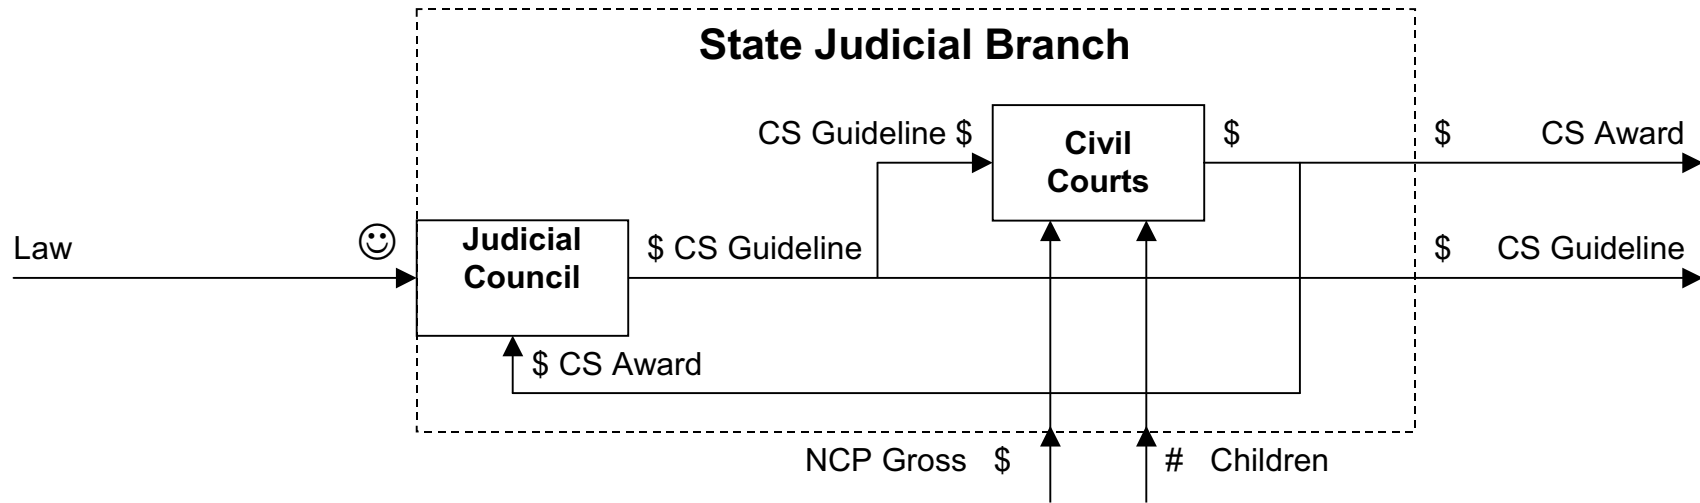 State Judicial Branch
CS Guideline $
Civil
Courts
$
$ CS Award
Law
☺
Judicial
Council
$ CS Guideline
$ CS Guideline
$ CS Award
NCP Gross $
# Children